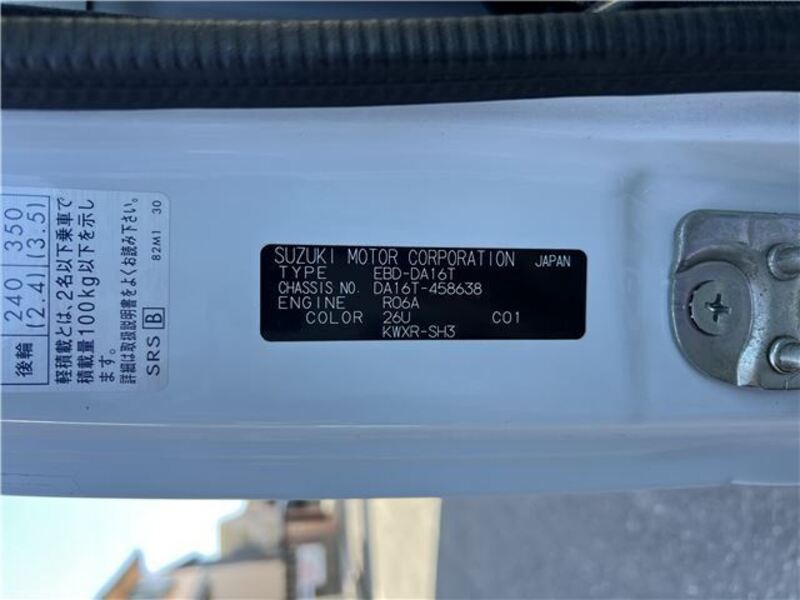 SUZUKI MOTOR CORPORATION JAPAN
TYPE EBD-DA16T
CHASSIS NO. DA16T-458638
ENGINE R06A
COLOR 26U C01
KWXR-SH3
後輪 240 350
(2.4) (3.5)
軽積載とは、2名以下乗車で
積載量100kg以下を示し
ます。
詳細は取扱説明書をよくお読み下さい。
SRS B 82M1 30